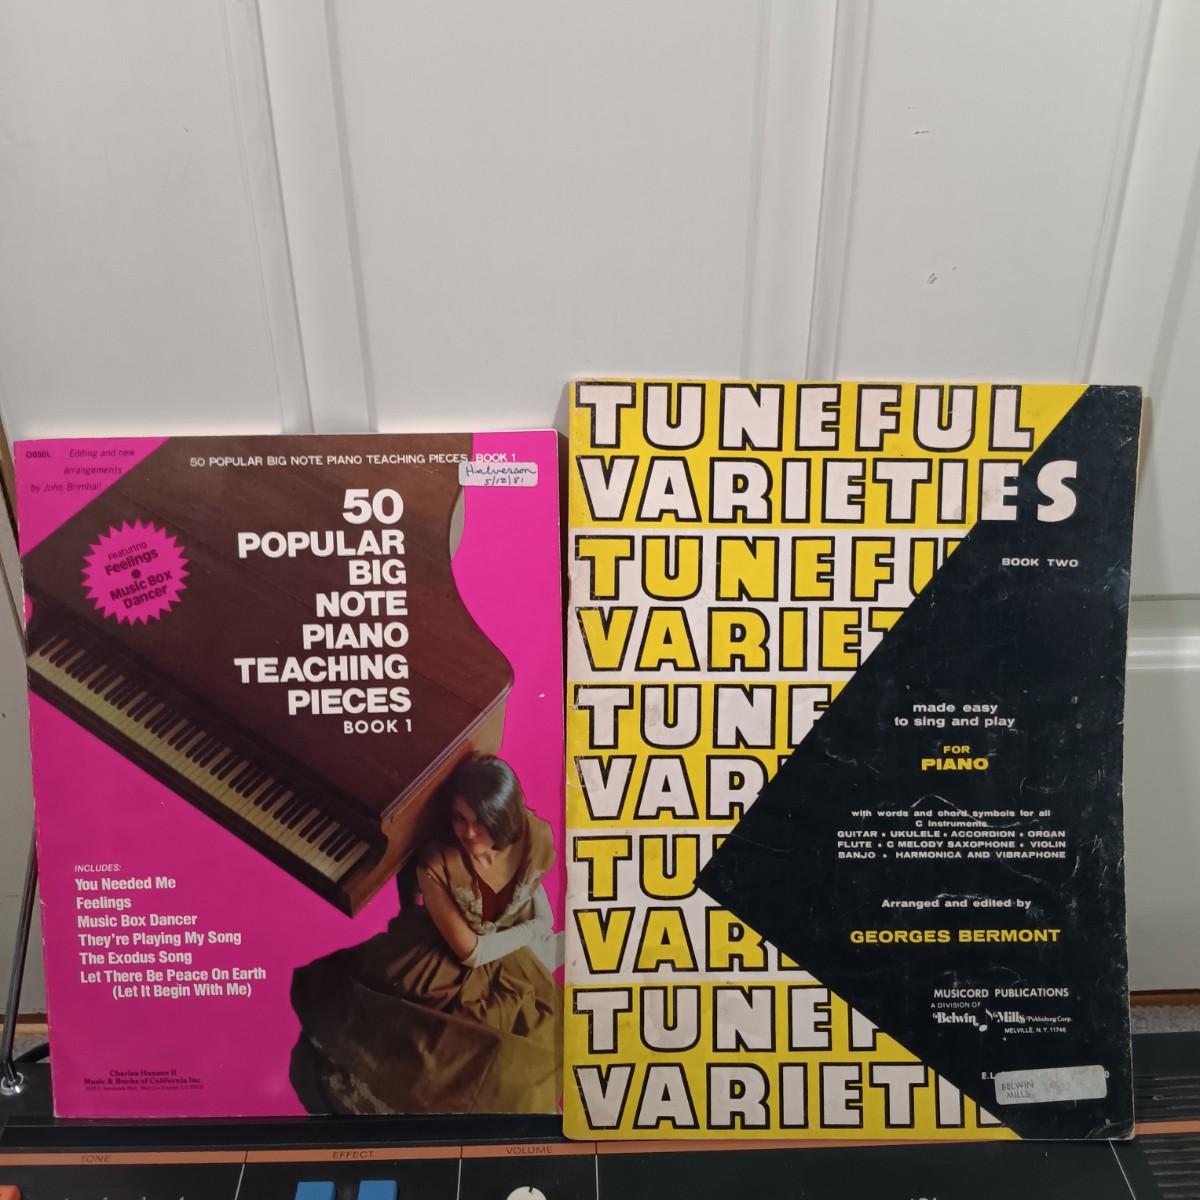 O030L
Editing and new
arrangements
by John Brimhall
50 POPULAR BIG NOTE PIANO TEACHING PIECES, BOOK 1
Halverson
5/12/81
50
POPULAR
BIG
NOTE
PIANO
TEACHING
PIECES
BOOK 1
Featuring
Feelings
•
Music Box
Dancer
INCLUDES:
You Needed Me
Feelings
Music Box Dancer
They're Playing My Song
The Exodus Song
Let There Be Peace On Earth
(Let It Begin With Me)
Charles Hansen II
Music & Books of California Inc.
TUNEFUL
VARIETIES
TUNEFU
VARIET
TUNE
VARI
TU
VARI
TUNEF
VARIETIE
BOOK TWO
made easy
to sing and play
FOR
PIANO
with words and chord symbols for all
C instruments
GUITAR • UKULELE • ACCORDION • ORGAN
FLUTE • C MELODY SAXOPHONE • VIOLIN
BANJO • HARMONICA AND VIBRAPHONE
Arranged and edited by
GEORGES BERMONT
MUSICORD PUBLICATIONS
A DIVISION OF
Belwin Mills Publishing Corp.
MELVILLE, N.Y. 11746
BELWIN
MILLS
TONE
EFFECT
VOLUME